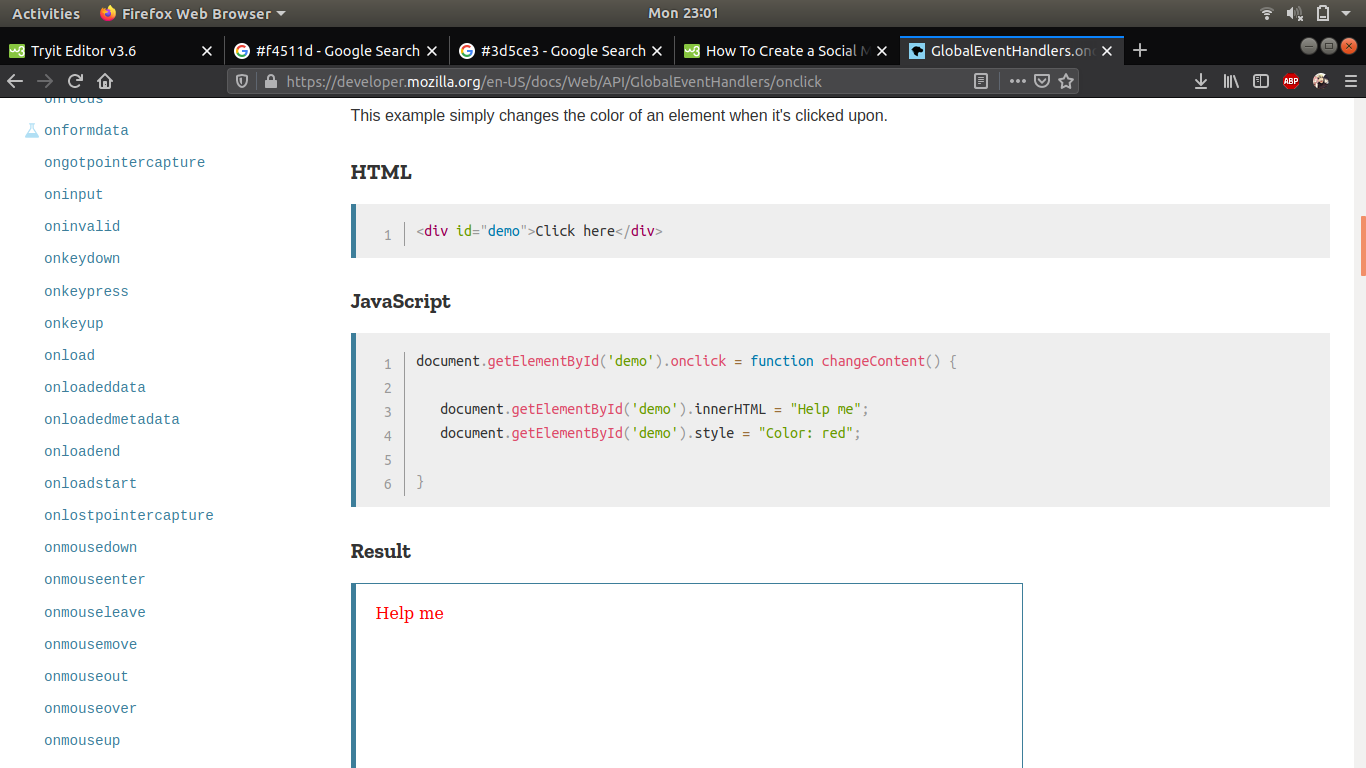 Activities Firefox Web Browser Mon 23:01
Tryit Editor v3.6 #f4511d - Google Search #3d5ce3 - Google Search How To Create a Social M GlobalEventHandlers.onc
https://developer.mozilla.org/en-US/docs/Web/API/GlobalEventHandlers/onclick ABP
onfocus
onformdata
ongotpointercapture
oninput
oninvalid
onkeydown
onkeypress
onkeyup
onload
onloadeddata
onloadedmetadata
onloadend
onloadstart
onlostpointercapture
onmousedown
onmouseenter
onmouseleave
onmousemove
onmouseout
onmouseover
onmouseup
This example simply changes the color of an element when it's clicked upon.
HTML
1 <div id="demo">Click here</div>
JavaScript
1 document.getElementById('demo').onclick = function changeContent() {
2
3 document.getElementById('demo').innerHTML = "Help me";
4 document.getElementById('demo').style = "Color: red";
5
6 }
Result
Help me